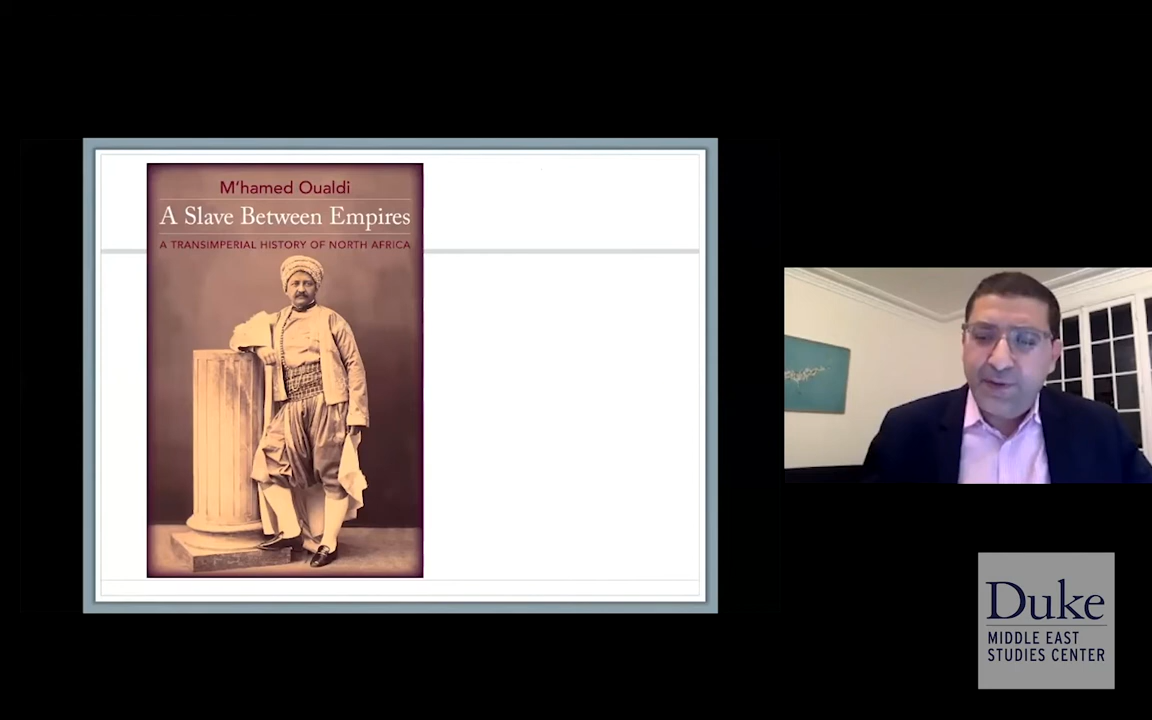 M'hamed Oualdi
A Slave Between Empires
A TRANSIMPERIAL HISTORY OF NORTH AFRICA
Duke
MIDDLE EAST
STUDIES CENTER